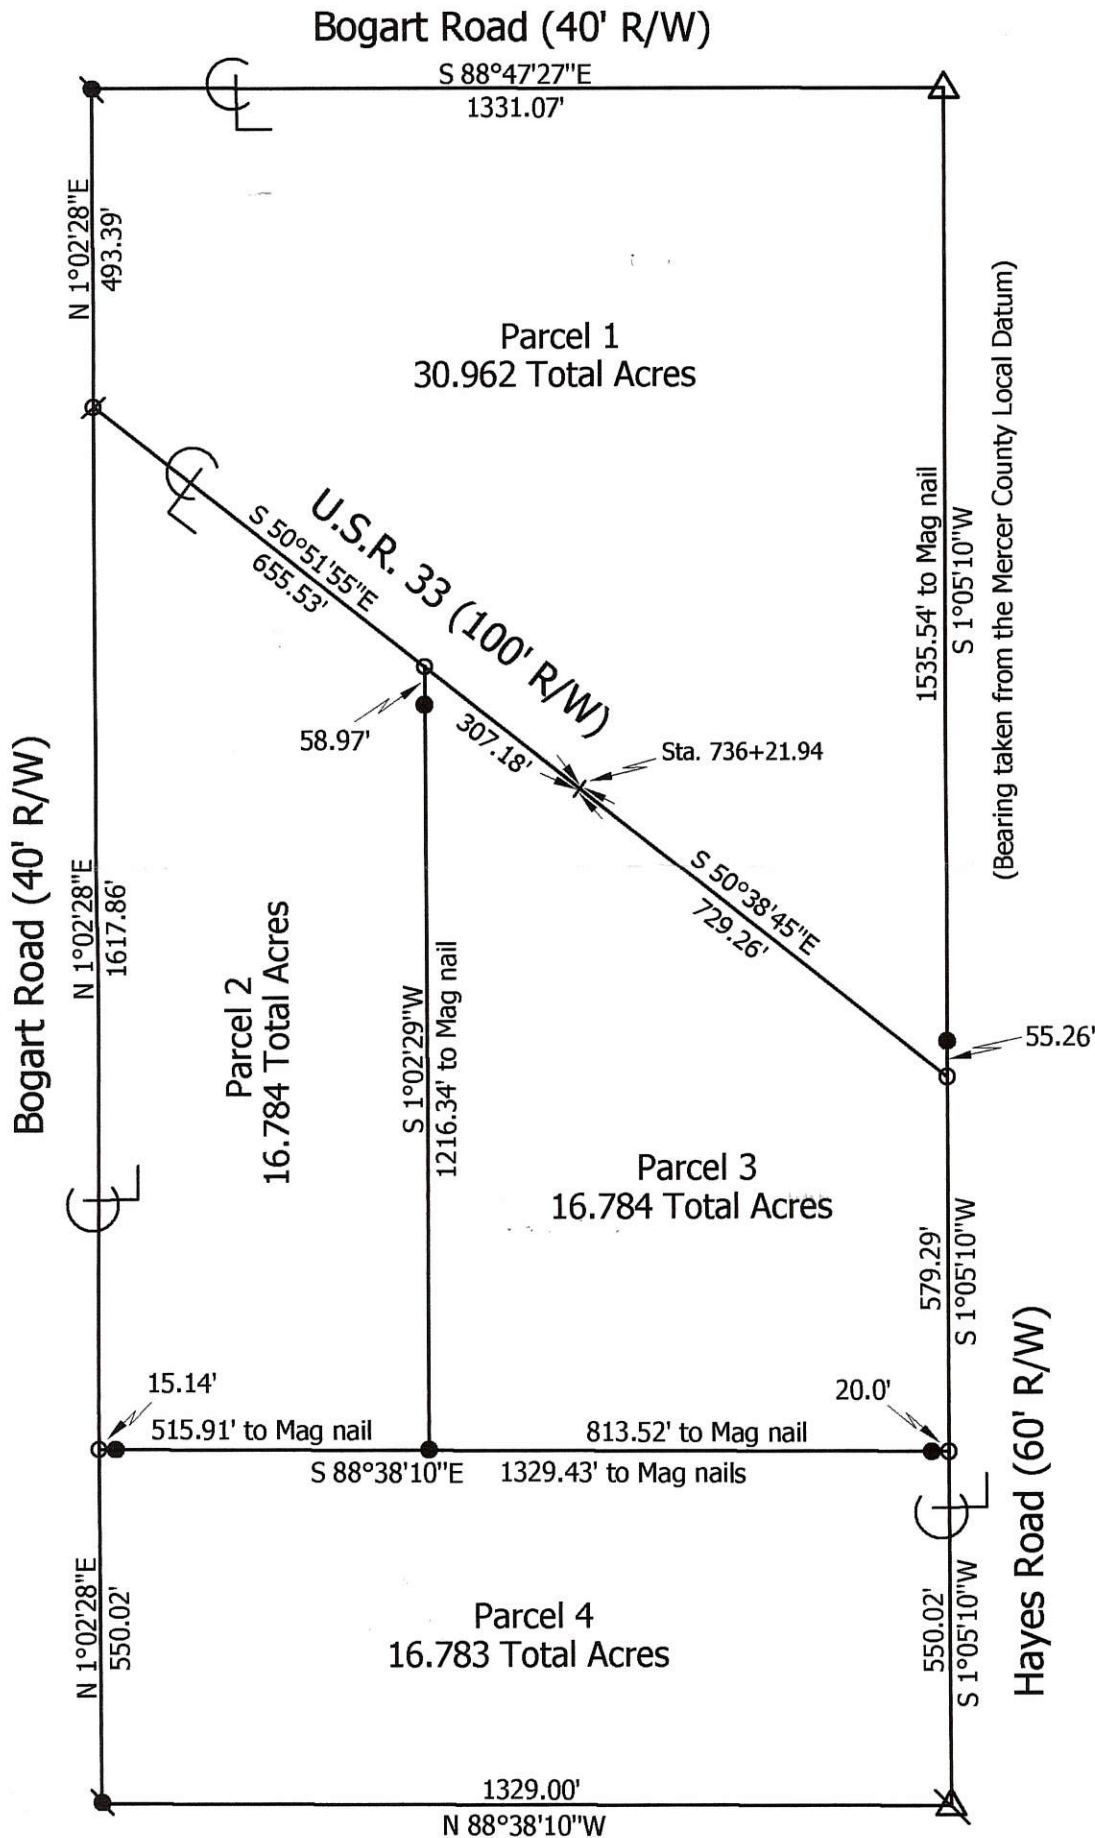 Bogart Road (40' R/W)
S 88°47'27"E
1331.07'
N 1°02'28"E
493.39'
Parcel 1
30.962 Total Acres
(Bearing taken from the Mercer County Local Datum)
1535.54' to Mag nail
S 1°05'10"W
U.S.R. 33 (100' R/W)
S 50°51'55"E
655.53'
58.97'
307.18'
Sta. 736+21.94
S 50°38'45"E
729.26'
55.26'
Bogart Road (40' R/W)
N 1°02'28"E
1617.86'
Parcel 2
16.784 Total Acres
S 1°02'29"W
1216.34' to Mag nail
Parcel 3
16.784 Total Acres
579.29'
S 1°05'10"W
15.14'
20.0'
515.91' to Mag nail
813.52' to Mag nail
S 88°38'10"E
1329.43' to Mag nails
Hayes Road (60' R/W)
N 1°02'28"E
550.02'
Parcel 4
16.783 Total Acres
550.02'
S 1°05'10"W
1329.00'
N 88°38'10"W